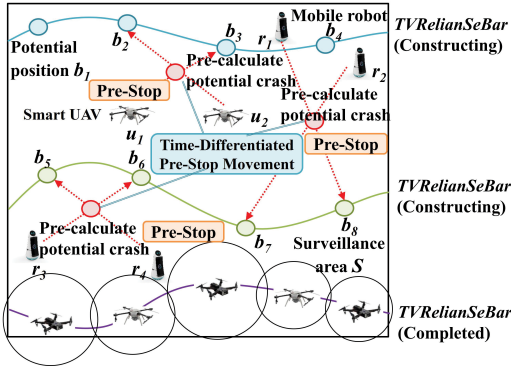 Mobile robot
TVRelianSeBar
(Constructing)
b2
b3
r1
b4
Potential
position b1
Pre-calculate
potential crash
r2
Pre-Stop
Pre-calculate
potential crash
Smart UAV
u1
u2
Time-Differentiated
Pre-Stop Movement
Pre-Stop
b5
b6
TVRelianSeBar
(Constructing)
Pre-calculate
potential crash
Pre-Stop
b7
b8
Surveillance
area S
r3
r4
TVRelianSeBar
(Completed)